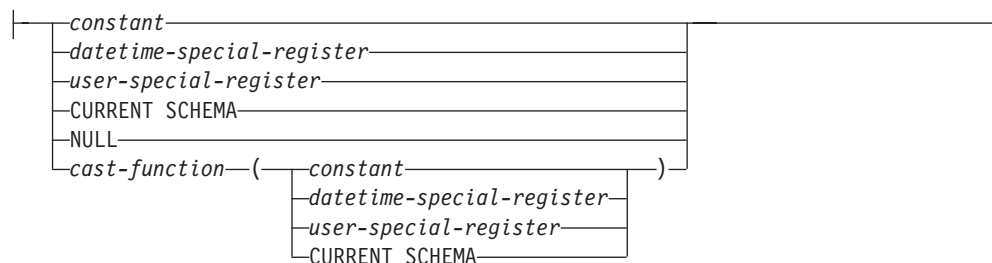 constant
datetime-special-register
user-special-register
CURRENT SCHEMA
NULL
cast-function ( constant )
datetime-special-register
user-special-register
CURRENT SCHEMA